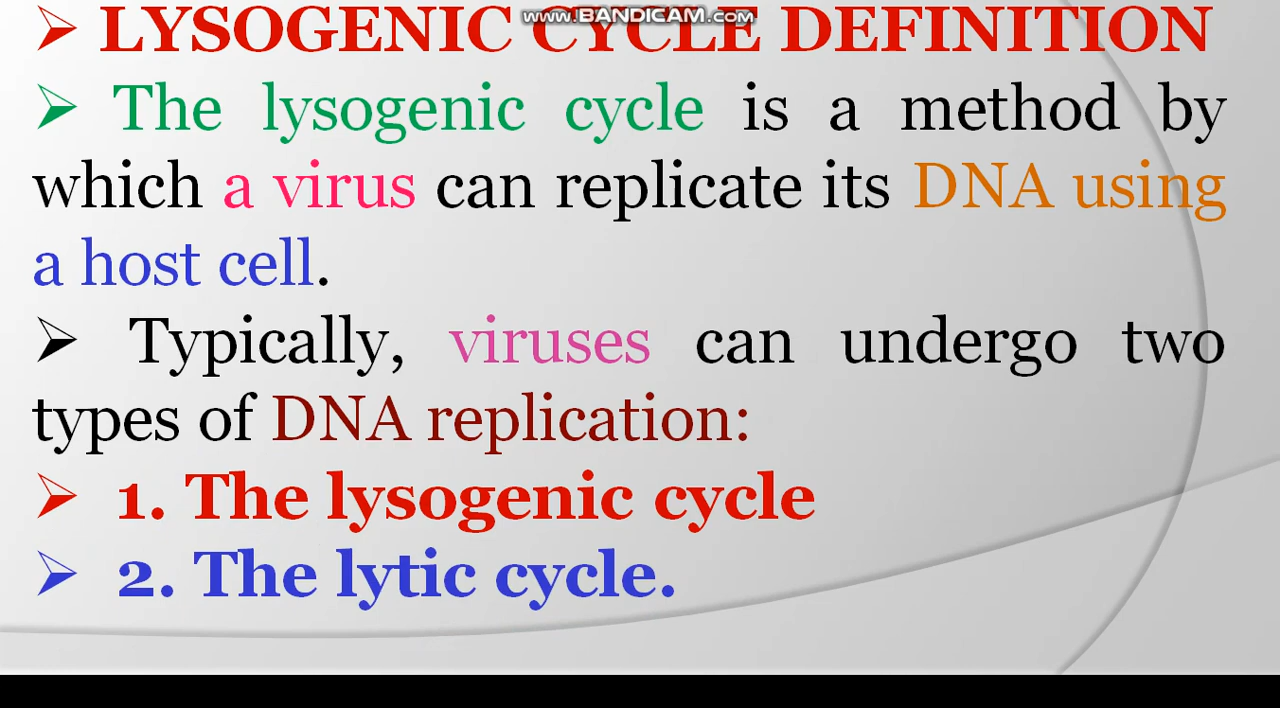 www.BANDICAM.com
➢ LYSOGENIC CYCLE DEFINITION
➢ The lysogenic cycle is a method by
which a virus can replicate its DNA using
a host cell.
➢ Typically, viruses can undergo two
types of DNA replication:
➢ 1. The lysogenic cycle
➢ 2. The lytic cycle.